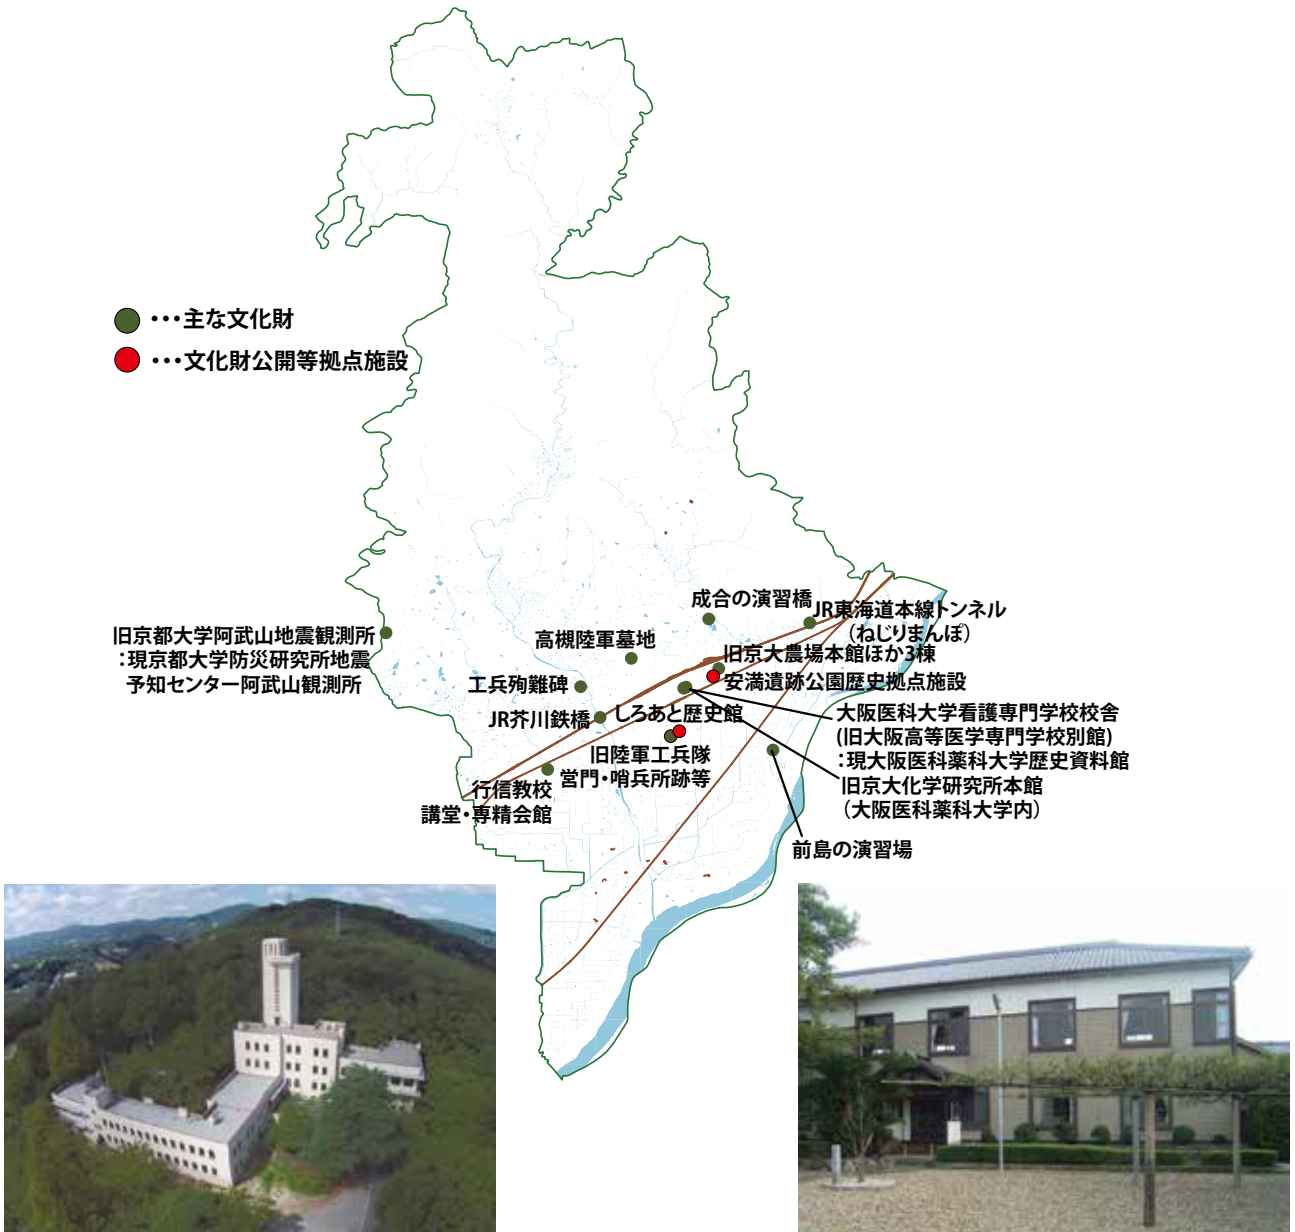 ・・・主な文化財
・・・文化財公開等拠点施設
成合の演習橋
JR東海道本線トンネル
（ねじりまんぽ）
旧京都大学阿武山地震観測所
：現京都大学防災研究所地震
予知センター阿武山観測所
高槻陸軍墓地
旧京大農場本館ほか3棟
安満遺跡公園歴史拠点施設
工兵殉難碑
JR芥川鉄橋
しろあと歴史館
大阪医科大学看護専門学校校舎
(旧大阪高等医学専門学校別館)
：現大阪医科薬科大学歴史資料館
旧陸軍工兵隊
営門・哨兵所跡等
旧京大化学研究所本館
（大阪医科薬科大学内）
行信教校
講堂・専精会館
前島の演習場